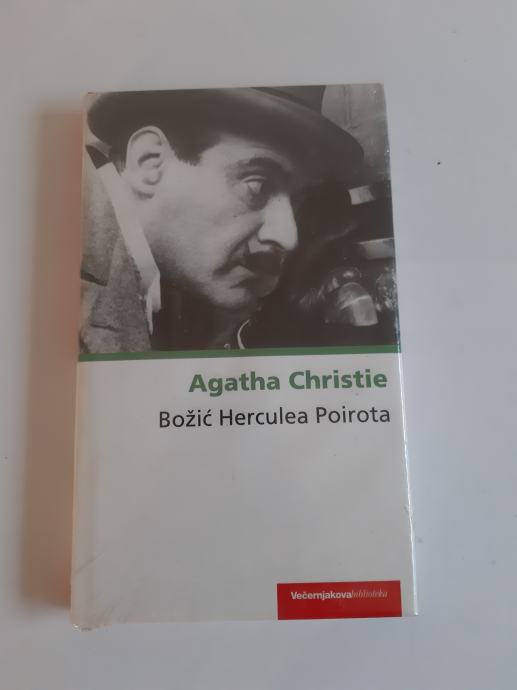 Agatha Christie
Božić Herculea Poirota
Večernjakovabiblioteka